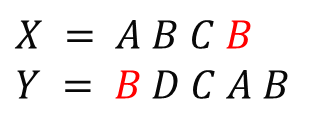 X = A B C B
Y = B D C A B